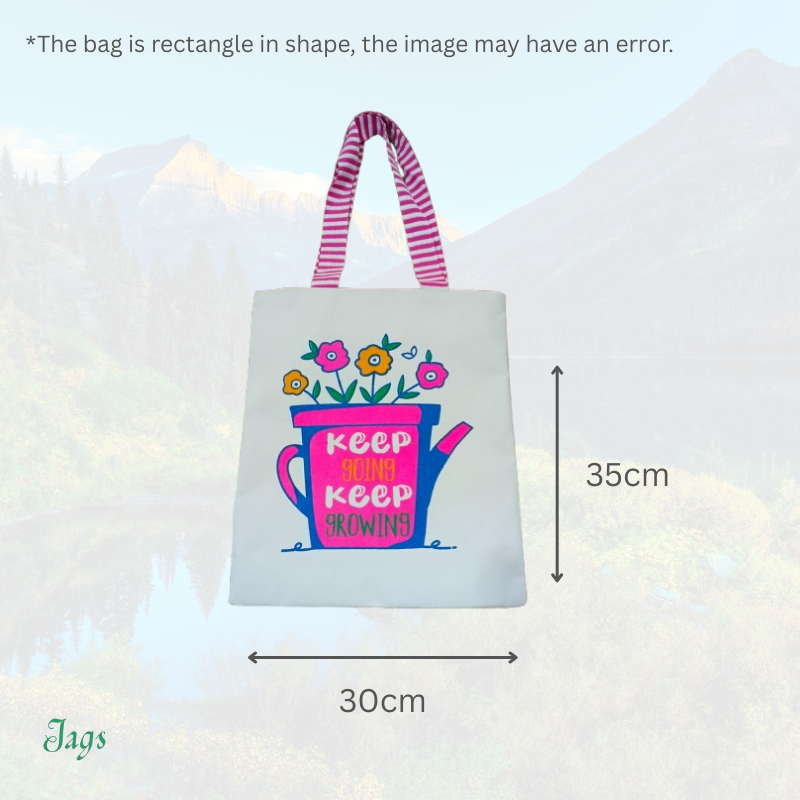 *The bag is rectangle in shape, the image may have an error.
KEEP
GOING
KEEP
GROWING
35cm
30cm
Jags